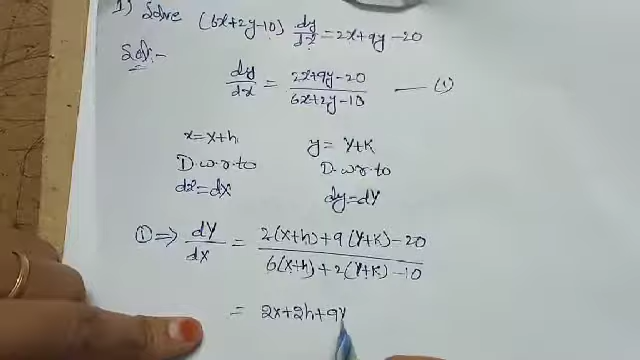 1) Solve (6x+2y-10) dy/dx = 2x+9y-20
Sol:-
dy/dx = 2x+9y-20 / 6x+2y-10 — (1)
x = X+h y = Y+K
D.w.r.to D.w.r.to
dx = dX dy = dY
① ⇒ dY/dX = 2(X+h)+9(Y+K)-20 / 6(X+h)+2(Y+K)-10
= 2X+2h+9Y